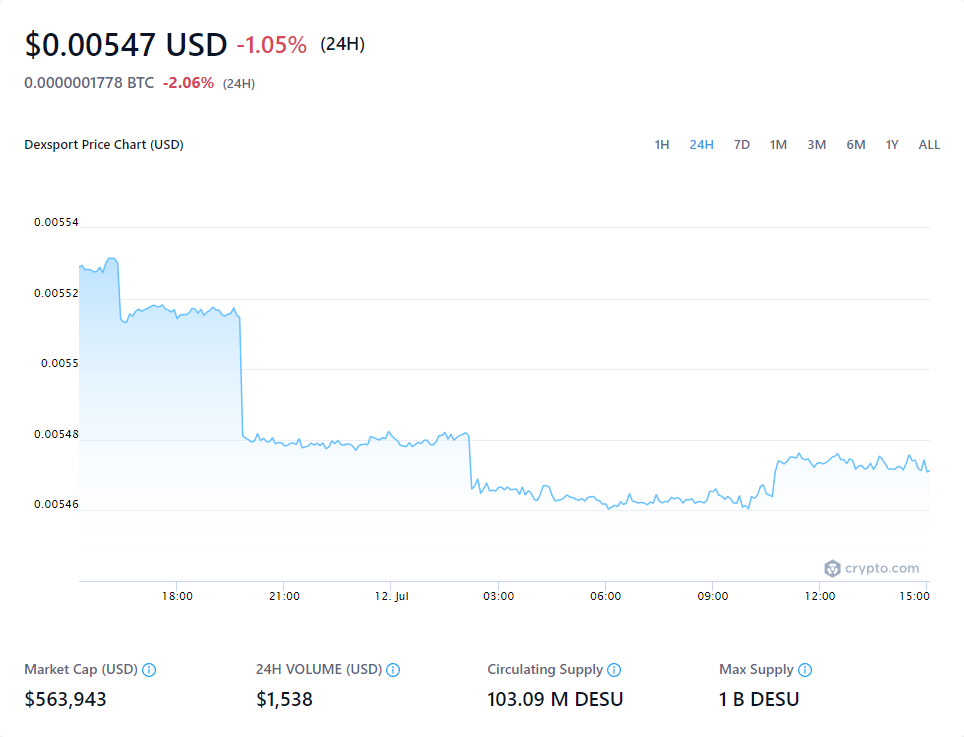 $0.00547 USD -1.05% (24H)
0.0000001778 BTC -2.06% (24H)
Dexsport Price Chart (USD) 1H 24H 7D 1M 3M 6M 1Y ALL
0.00554
0.00552
0.0055
0.00548
0.00546
crypto.com
18:00 21:00 12. Jul 03:00 06:00 09:00 12:00 15:00
Market Cap (USD) 24H VOLUME (USD) Circulating Supply Max Supply
$563,943 $1,538 103.09 M DESU 1 B DESU